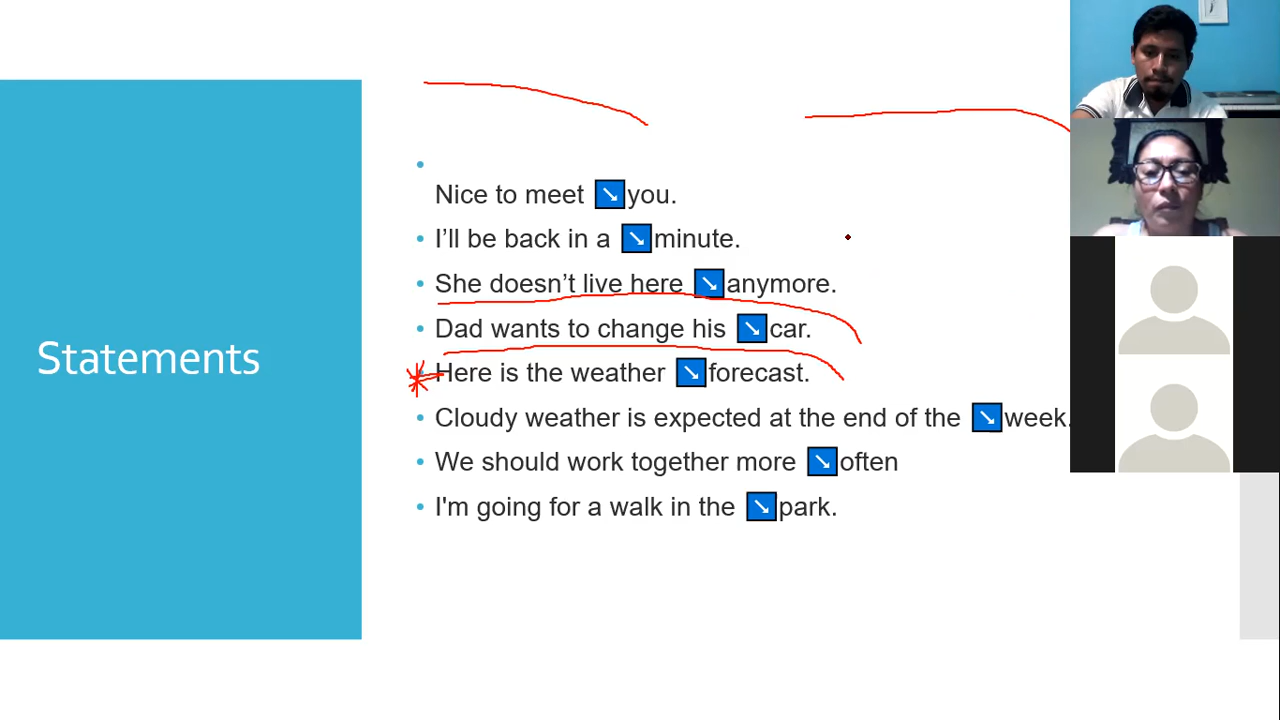 Statements
Nice to meet ↘you.
I’ll be back in a ↘minute.
She doesn’t live here ↘anymore.
Dad wants to change his ↘car.
Here is the weather ↘forecast.
Cloudy weather is expected at the end of the ↘week.
We should work together more ↘often
I'm going for a walk in the ↘park.